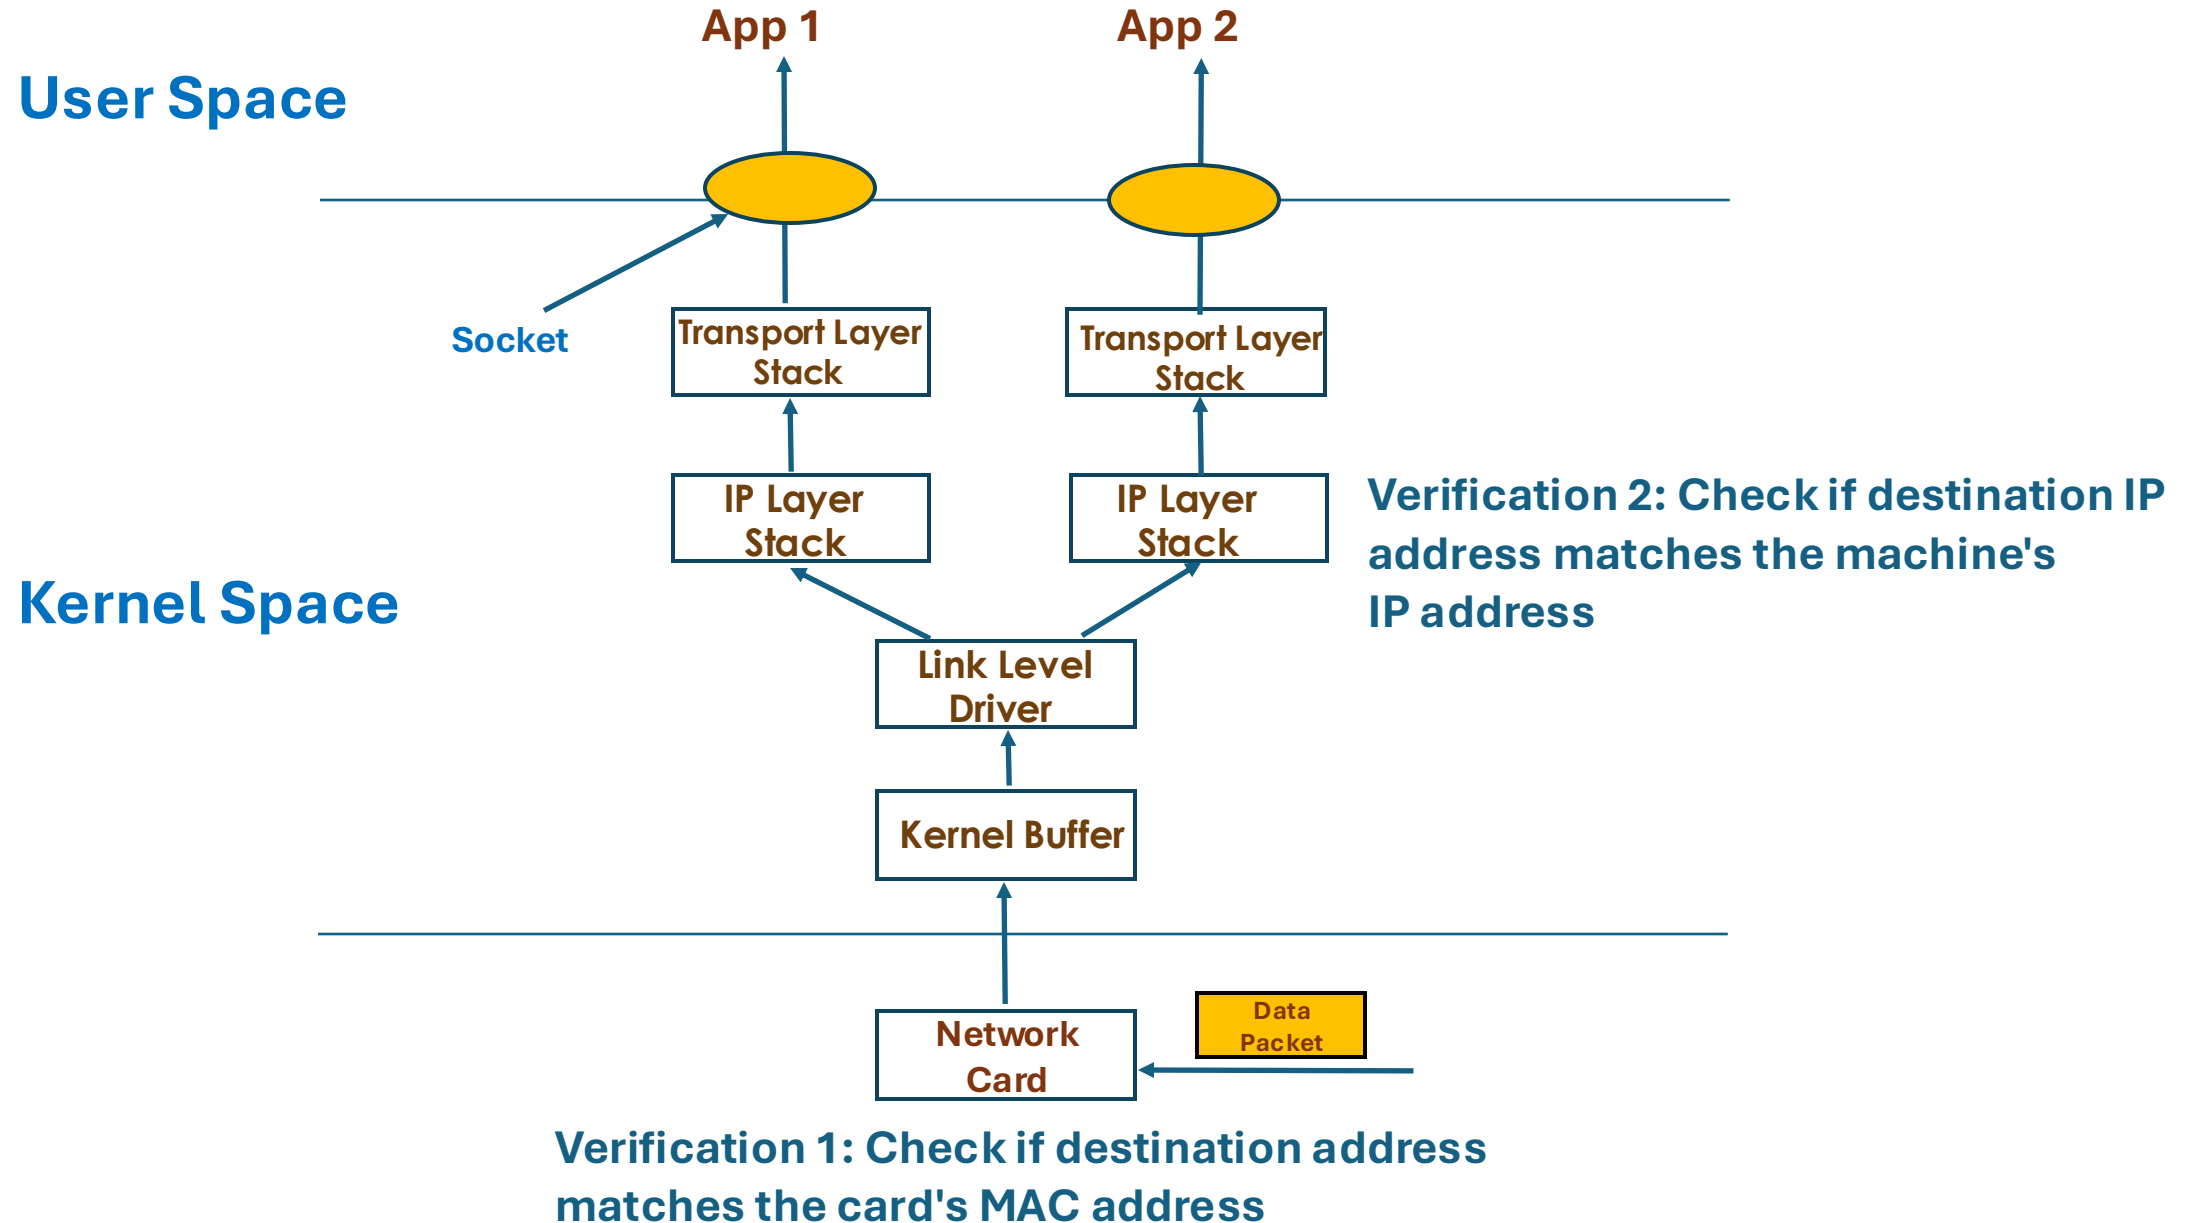 App 1
App 2
User Space
Socket
Transport Layer
Stack
Transport Layer
Stack
IP Layer
Stack
IP Layer
Stack
Verification 2: Check if destination IP
address matches the machine's
IP address
Kernel Space
Link Level
Driver
Kernel Buffer
Data
Packet
Network
Card
Verification 1: Check if destination address
matches the card's MAC address